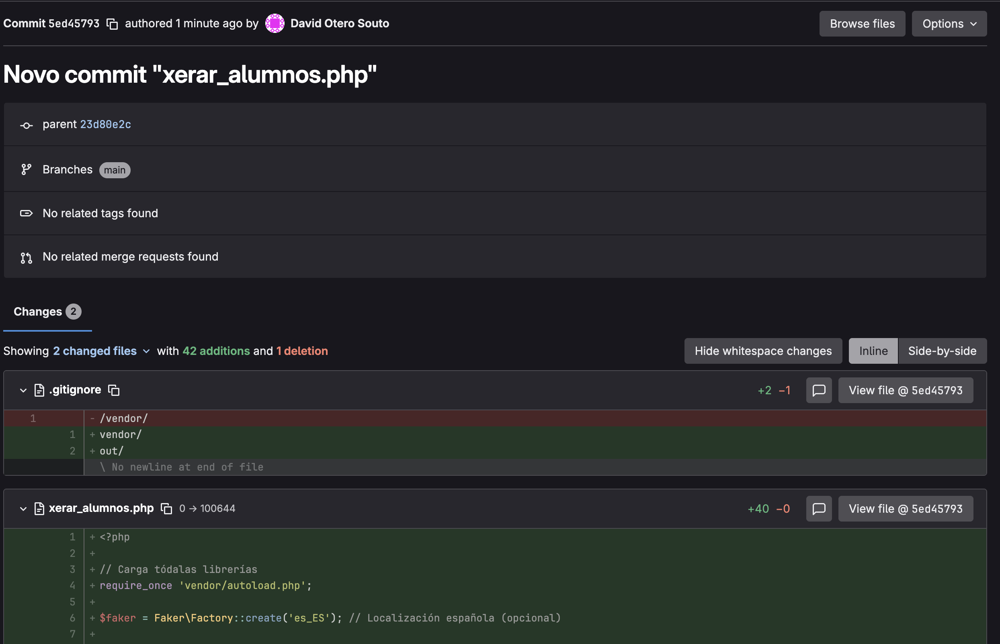 Commit 5ed45793 authored 1 minute ago by David Otero Souto Browse files Options
Novo commit "xerar_alumnos.php"
parent 23d80e2c
Branches main
No related tags found
No related merge requests found
Changes 2
Showing 2 changed files with 42 additions and 1 deletion Hide whitespace changes Inline Side-by-side
.gitignore +2 −1 View file @ 5ed45793
1 - /vendor/
1 + vendor/
2 + out/
\ No newline at end of file
xerar_alumnos.php 0 → 100644 +40 −0 View file @ 5ed45793
1 + <?php
2 +
3 + // Carga tódalas librerías
4 + require_once 'vendor/autoload.php';
5 +
6 + $faker = Faker\Factory::create('es_ES'); // Localización española (opcional)
7 +